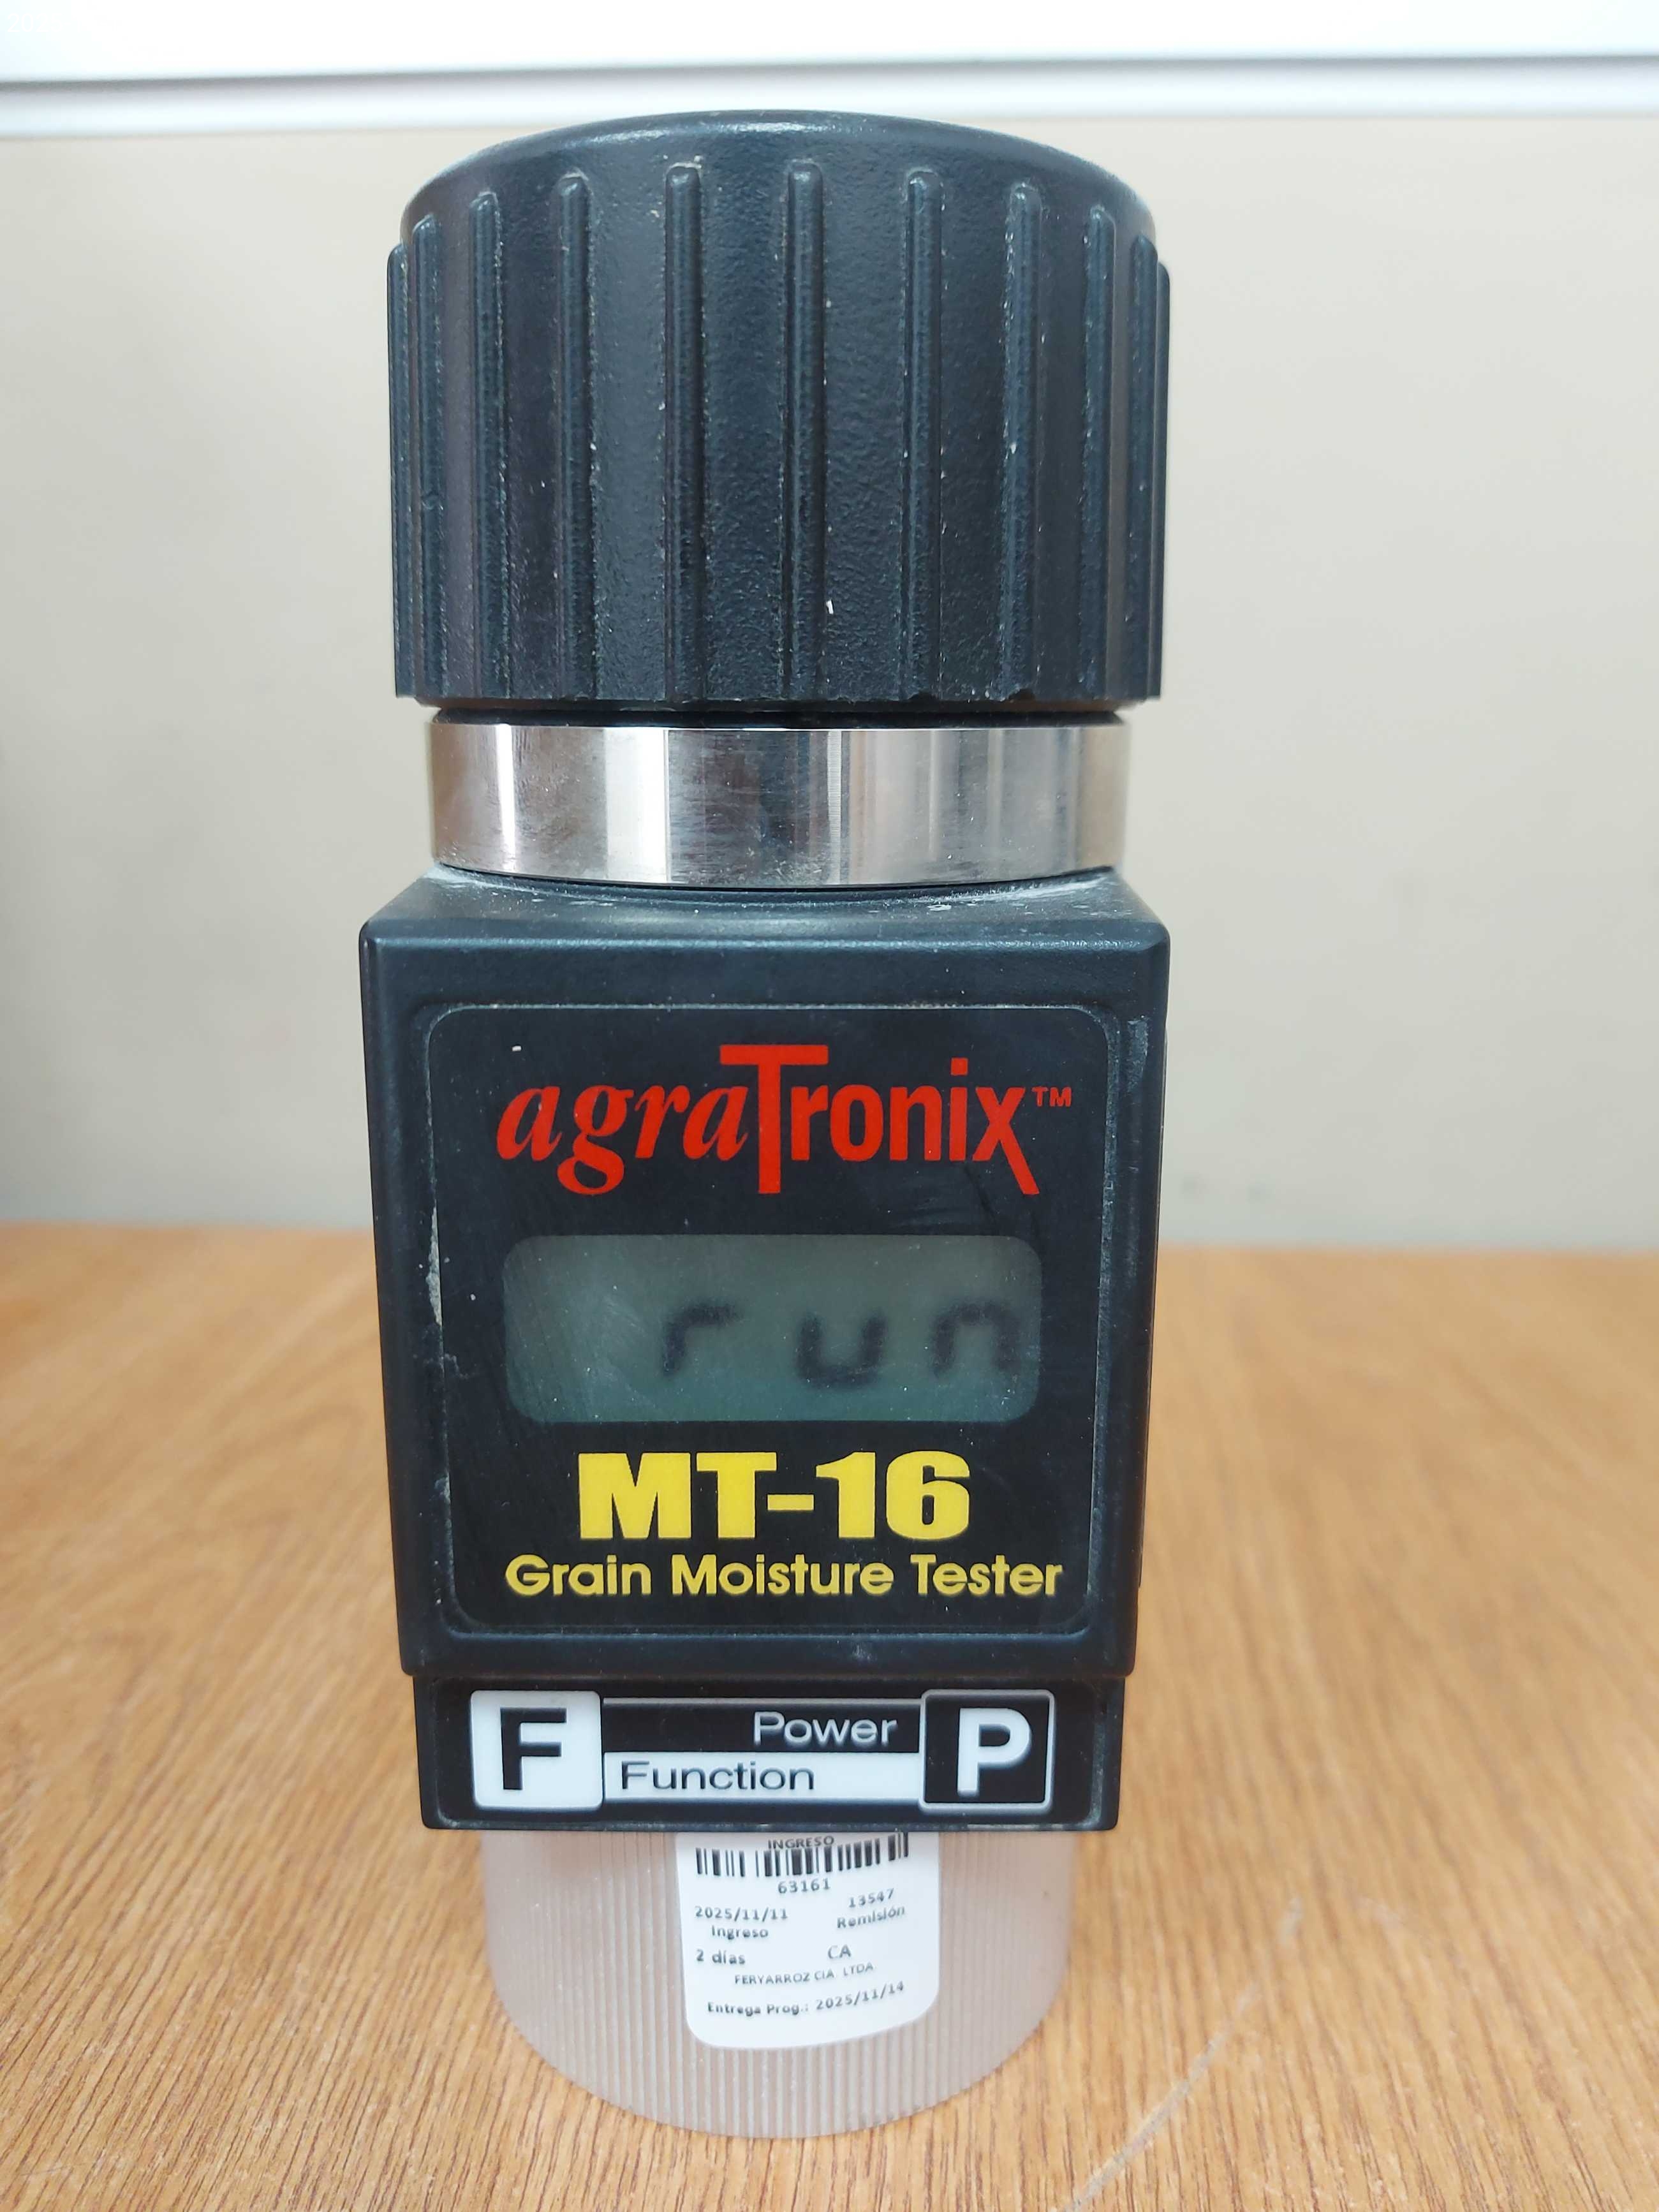 agraTronix™
run
MT-16
Grain Moisture Tester
F Power P
Function
INGRESO
63161
2025/11/11 13547
Ingreso Remisión
2 días CA
FERYARROZ CIA. LTDA
Entrega Prog.: 2025/11/14